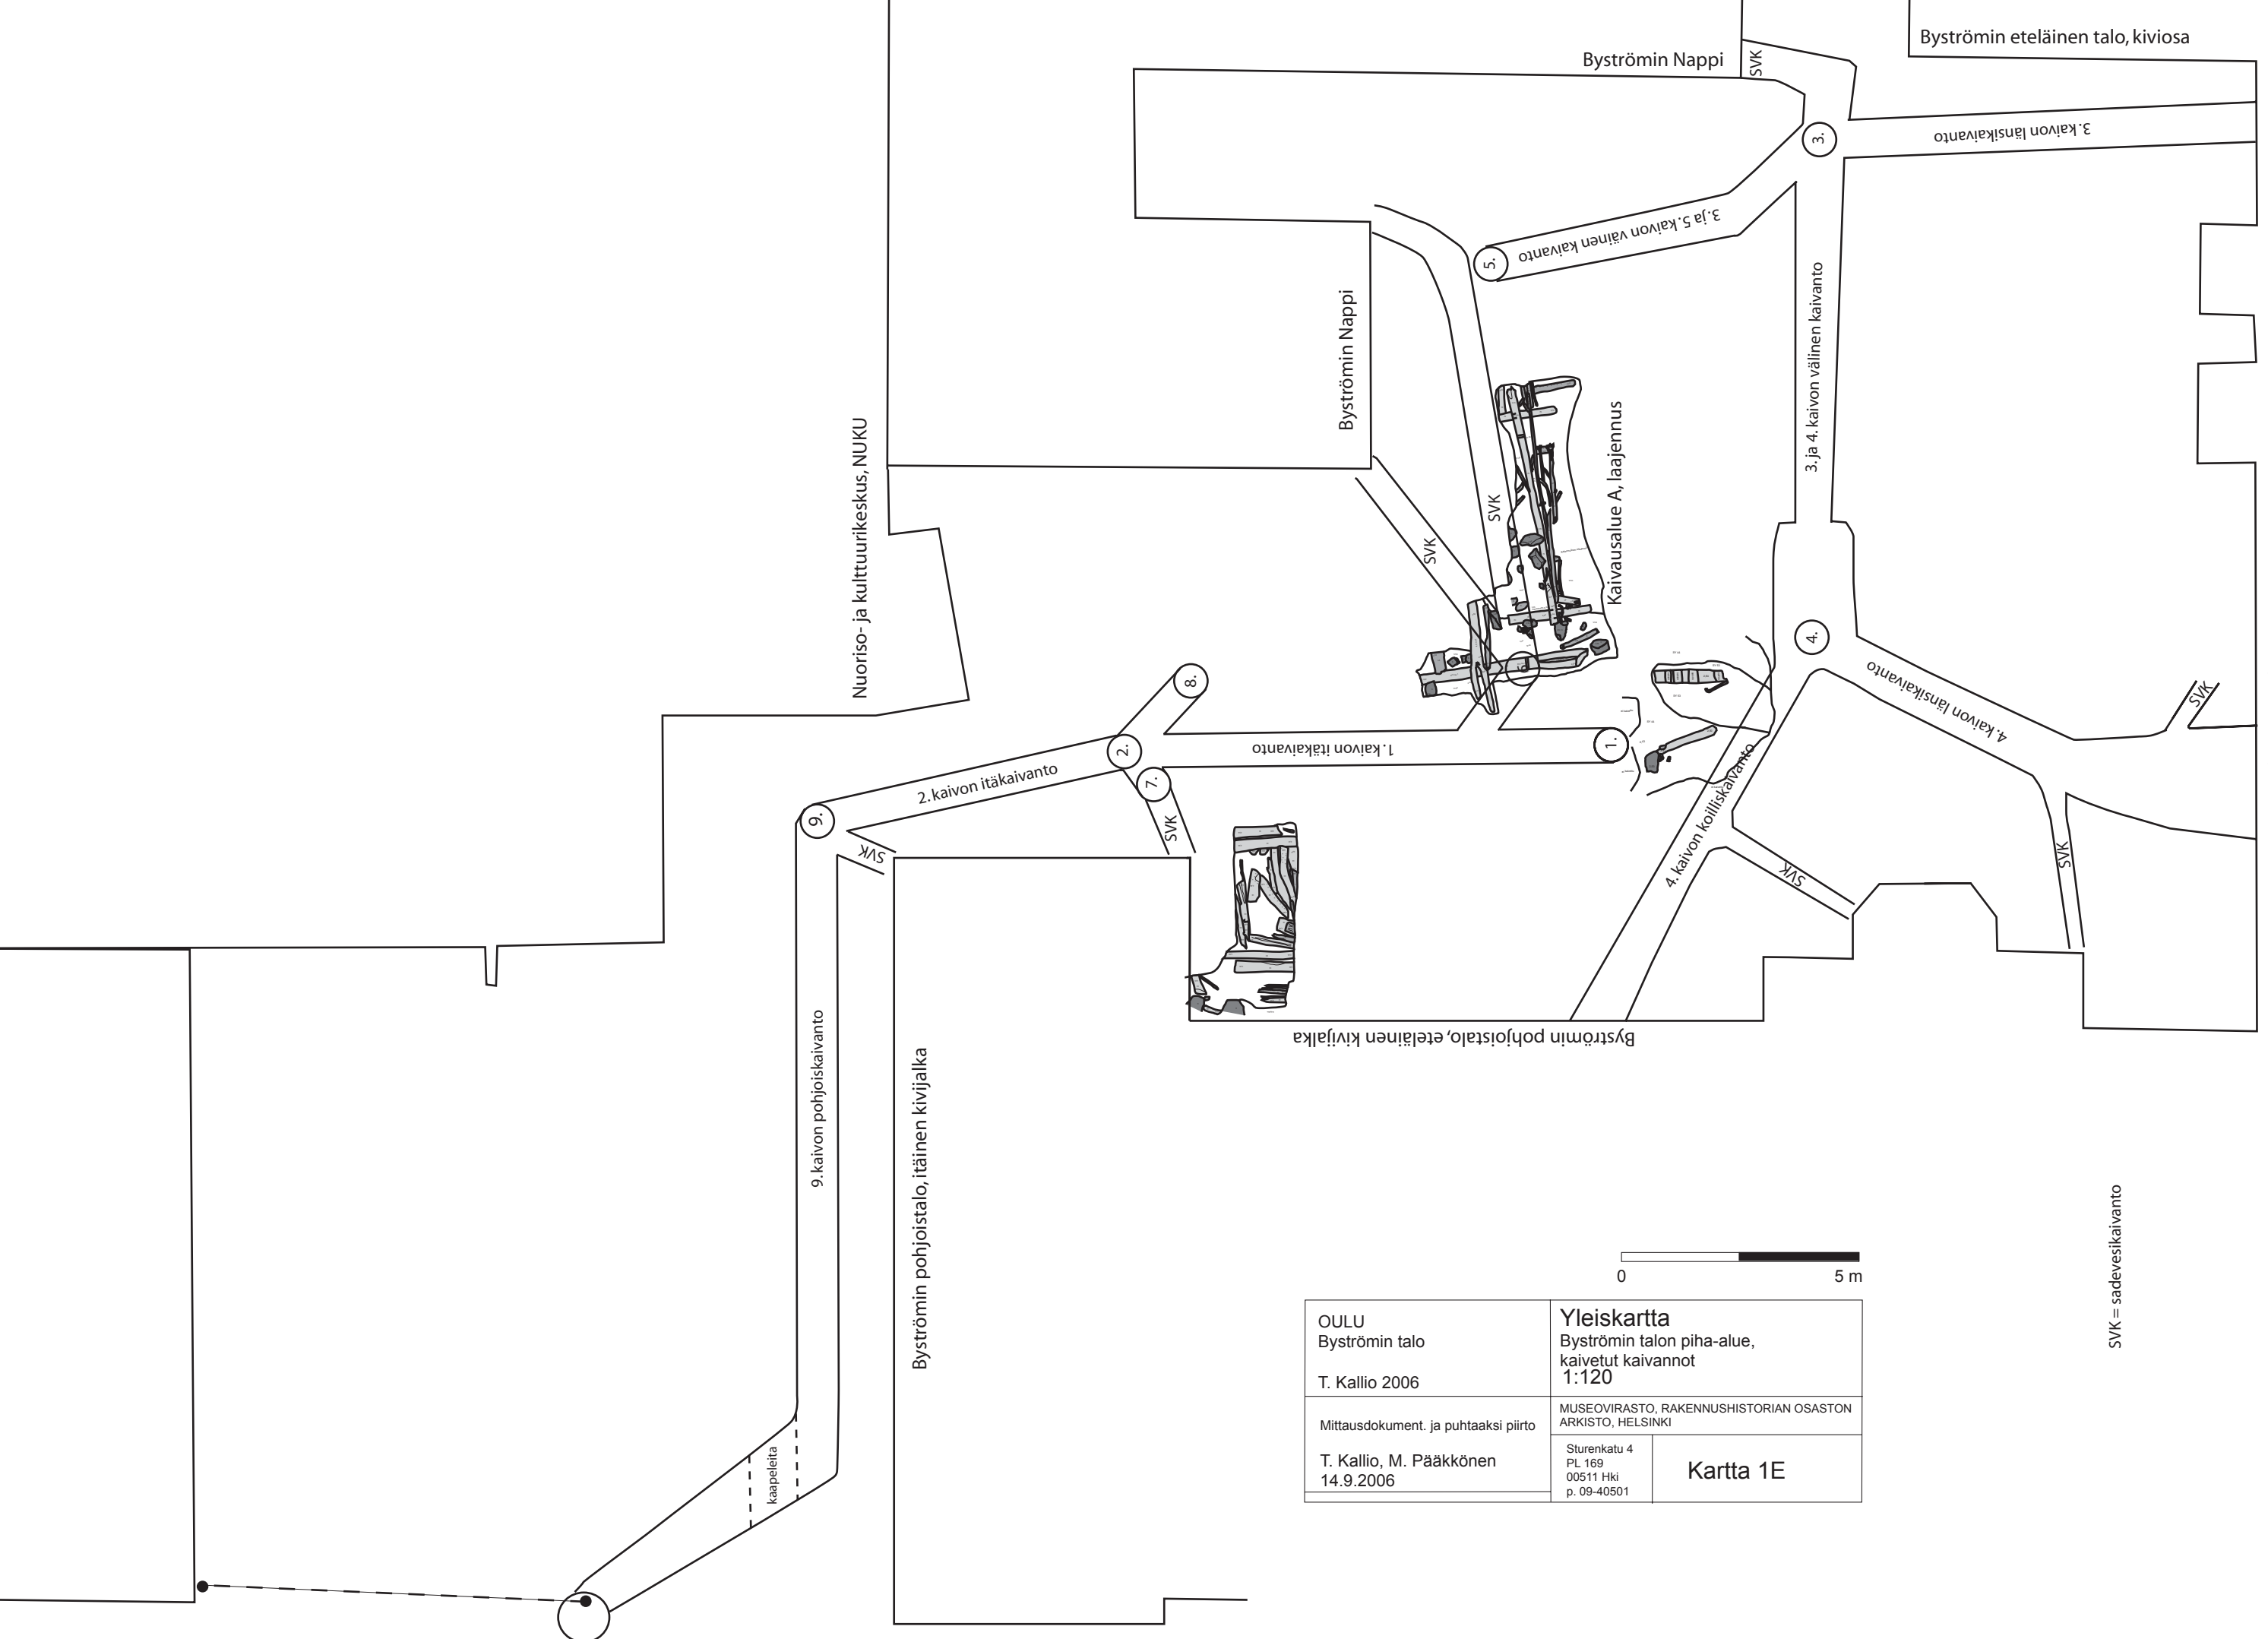 Byströmin eteläinen talo, kiviosa
Byströmin Nappi
SVK
3.
3. kaivon länsikaivanto
3. ja 5. kaivon väinen kaivanto
5.
3. ja 4. kaivon välinen kaivanto
Byströmin Nappi
Nuoriso- ja kulttuurikeskus, NUKU
SVK
SVK
Kaivausalue A, laajennus
6.
4.
4. kaivon länsikaivanto
SVK
8.
2.
1. kaivon itäkaivanto
1.
7.
2. kaivon itäkaivanto
9.
SVK
SVK
4. kaivon koilliskaivanto
SVK
SVK
9. kaivon pohjoiskaivanto
Byströmin pohjoistalo, itäinen kivijalka
Byströmin pohjoistalo, eteläinen kivijalka
kaapeleita
SVK = sadevesikaivanto
0
5 m
OULU
Byströmin talo
T. Kallio 2006
Yleiskartta
Byströmin talon piha-alue,
kaivetut kaivannot
1:120
Mittausdokument. ja puhtaaksi piirto
T. Kallio, M. Pääkkönen
14.9.2006
MUSEOVIRASTO, RAKENNUSHISTORIAN OSASTON
ARKISTO, HELSINKI
Sturenkatu 4
PL 169
00511 Hki
p. 09-40501
Kartta 1E